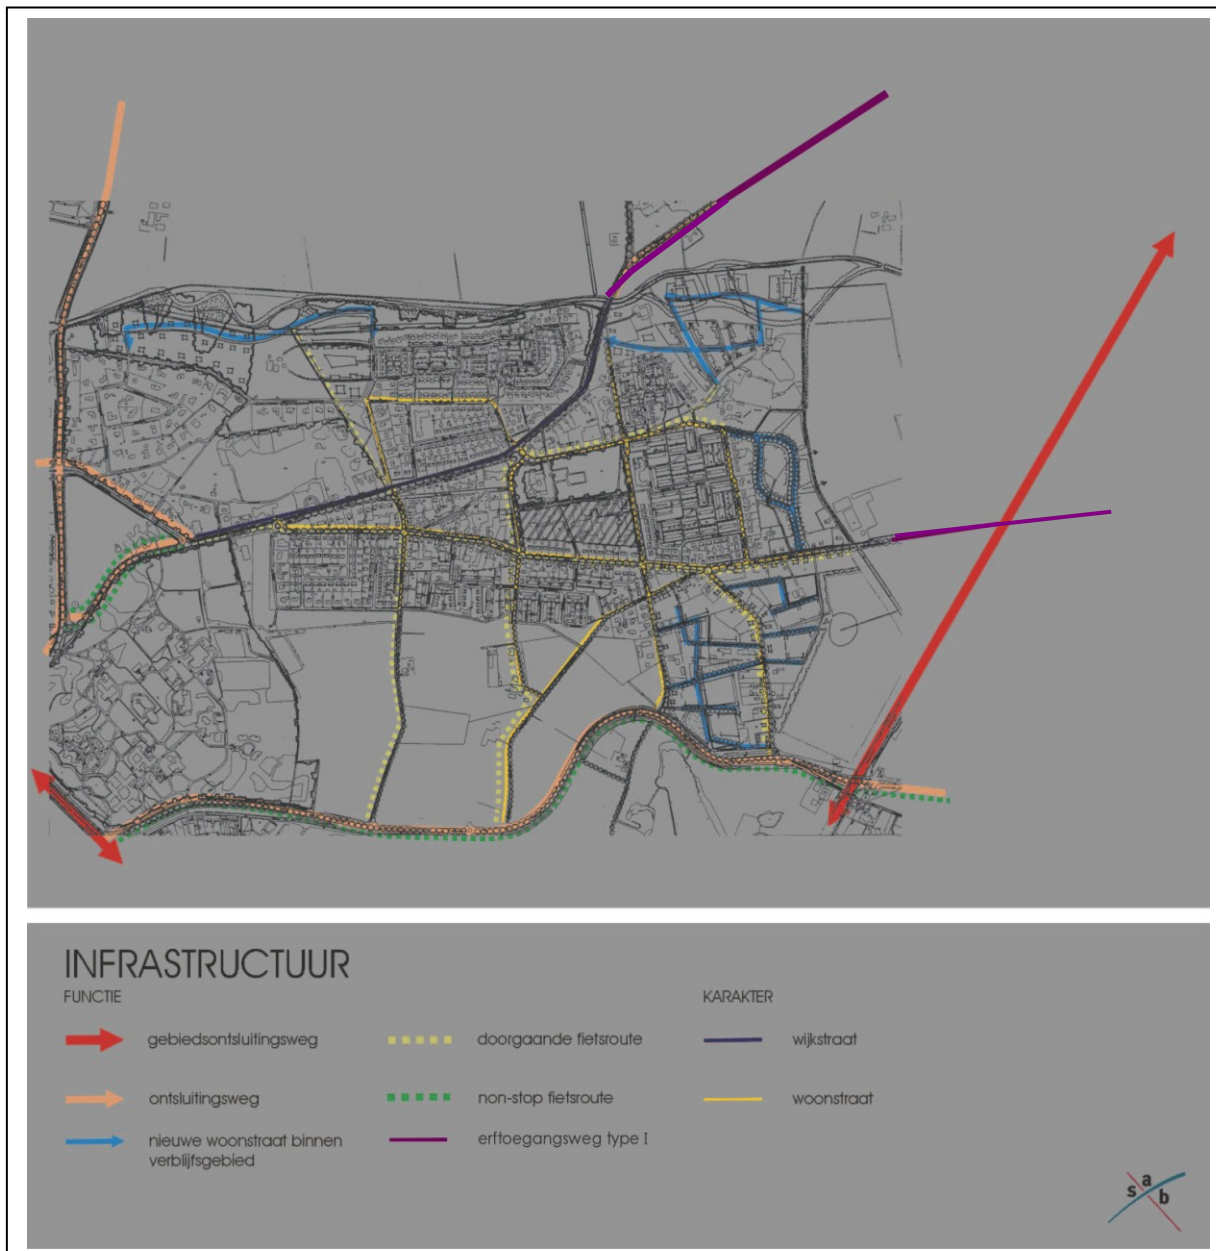 INFRASTRUCTUUR
FUNCTIE
KARAKTER
gebiedsontsluitingsweg
doorgaande fietsroute
wijkstraat
ontsluitingsweg
non-stop fietsroute
woonstraat
nieuwe woonstraat binnen
verblijfsgebied
erftoegangsweg type I
s a b